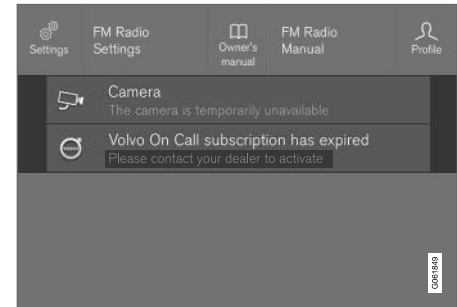 Settings
FM Radio
Settings
Owner's
manual
FM Radio
Manual
Profile
Camera
The camera is temporarily unavailable
Volvo On Call subscription has expired
Please contact your dealer to activate
G061849